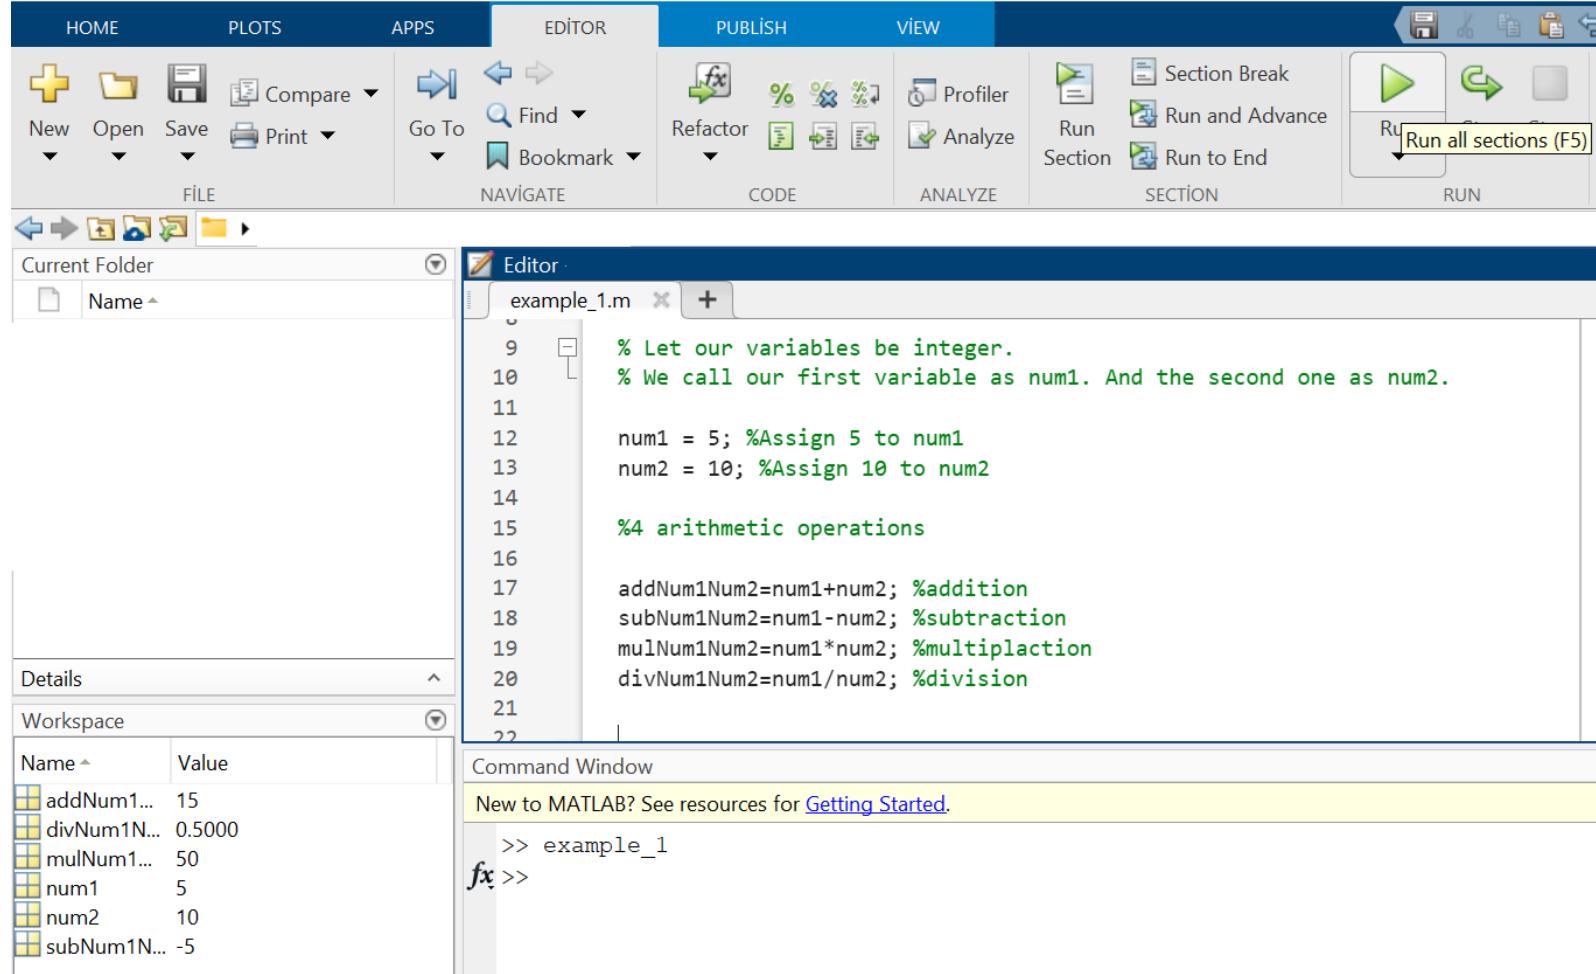 HOME PLOTS APPS EDİTOR PUBLİSH VİEW
New Open Save Compare Print
FİLE
Go To Find Bookmark
NAVİGATE
Refactor
CODE
Profiler
Analyze
ANALYZE
Run Section
Section Break
Run and Advance
Run to End
SECTİON
Run all sections (F5)
RUN
Current Folder
Name
Details
Workspace
Name Value
addNum1... 15
divNum1N... 0.5000
mulNum1... 50
num1 5
num2 10
subNum1N... -5
Editor
example_1.m
9 % Let our variables be integer.
10 % We call our first variable as num1. And the second one as num2.
11
12 num1 = 5; %Assign 5 to num1
13 num2 = 10; %Assign 10 to num2
14
15 %4 arithmetic operations
16
17 addNum1Num2=num1+num2; %addition
18 subNum1Num2=num1-num2; %subtraction
19 mulNum1Num2=num1*num2; %multiplaction
20 divNum1Num2=num1/num2; %division
21
22
Command Window
New to MATLAB? See resources for Getting Started.
>> example_1
fx >>